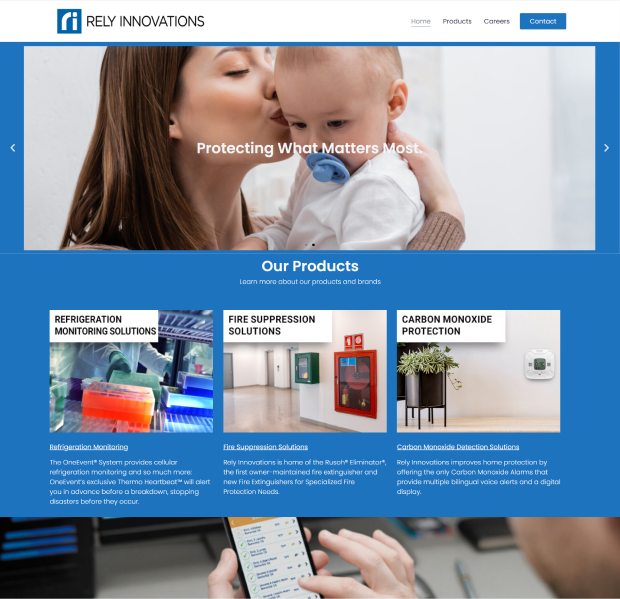 ri RELY INNOVATIONS
Home Products Careers Contact
Protecting What Matters Most.
Our Products
Learn more about our products and brands
REFRIGERATION
MONITORING SOLUTIONS
FIRE SUPPRESSION
SOLUTIONS
CARBON MONOXIDE
PROTECTION
Refrigeration Monitoring
The OneEvent® System provides cellular
refrigeration monitoring and so much more:
OneEvent's exclusive Thermo Heartbeat™ will alert
you in advance before a breakdown, stopping
disasters before they occur.
Fire Suppression Solutions
Rely Innovations is home of the Rusoh® Eliminator®,
the first owner-maintained fire extinguisher and
new Fire Extinguishers for Specialized Fire
Protection Needs.
Carbon Monoxide Detection Solutions
Rely Innovations improves home protection by
offering the only Carbon Monoxide Alarms that
provide multiple bilingual voice alerts and a digital
display.